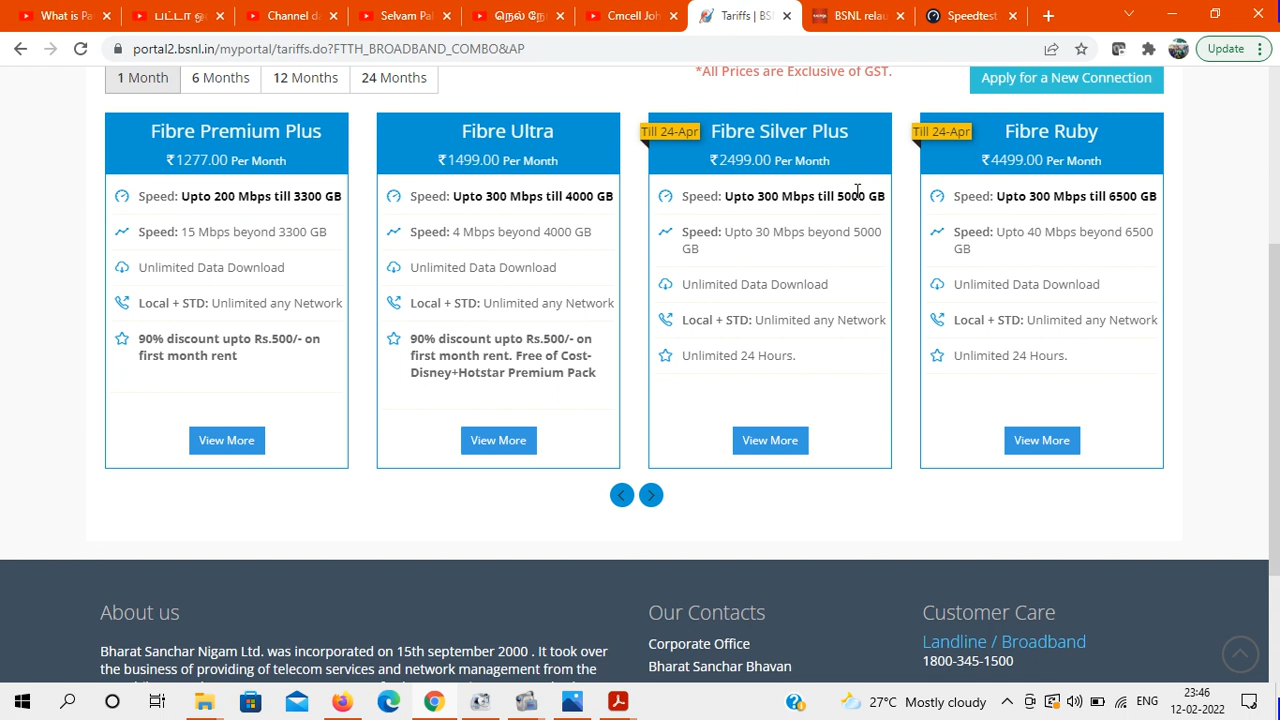 What is Pa
பட்டா ஒ
Channel da
Selvam Pal
நெல் நே
Cmcell Joh
Tariffs | BSN
BSNL relau
Speedtest
portal2.bsnl.in/myportal/tariffs.do?FTTH_BROADBAND_COMBO&AP
Update
1 Month
6 Months
12 Months
24 Months
*All Prices are Exclusive of GST.
Apply for a New Connection
Fibre Premium Plus
₹1277.00 Per Month
Speed: Upto 200 Mbps till 3300 GB
Speed: 15 Mbps beyond 3300 GB
Unlimited Data Download
Local + STD: Unlimited any Network
90% discount upto Rs.500/- on
first month rent
View More
Fibre Ultra
₹1499.00 Per Month
Speed: Upto 300 Mbps till 4000 GB
Speed: 4 Mbps beyond 4000 GB
Unlimited Data Download
Local + STD: Unlimited any Network
90% discount upto Rs.500/- on
first month rent. Free of Cost-
Disney+Hotstar Premium Pack
View More
Till 24-Apr
Fibre Silver Plus
₹2499.00 Per Month
Speed: Upto 300 Mbps till 5000 GB
Speed: Upto 30 Mbps beyond 5000
GB
Unlimited Data Download
Local + STD: Unlimited any Network
Unlimited 24 Hours.
View More
Till 24-Apr
Fibre Ruby
₹4499.00 Per Month
Speed: Upto 300 Mbps till 6500 GB
Speed: Upto 40 Mbps beyond 6500
GB
Unlimited Data Download
Local + STD: Unlimited any Network
Unlimited 24 Hours.
View More
About us
Bharat Sanchar Nigam Ltd. was incorporated on 15th september 2000 . It took over
the business of providing of telecom services and network management from the
Our Contacts
Corporate Office
Bharat Sanchar Bhavan
Customer Care
Landline / Broadband
1800-345-1500
27°C Mostly cloudy
ENG
23:46
12-02-2022